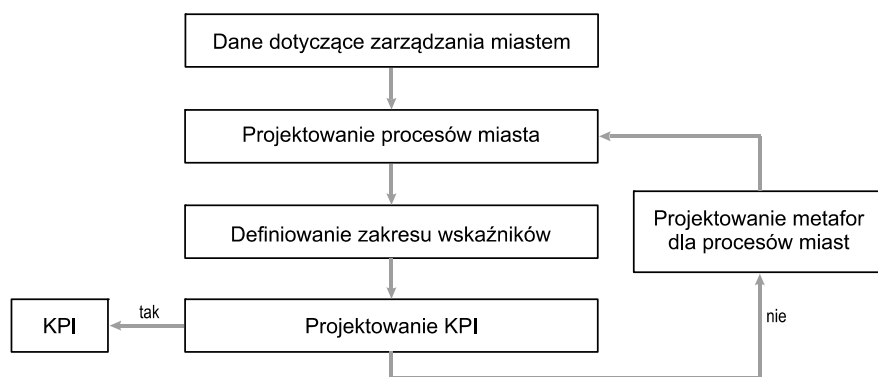 Dane dotyczące zarządzania miastem
Projektowanie procesów miasta
Definiowanie zakresu wskaźników
Projektowanie metafor
dla procesów miast
KPI
tak
Projektowanie KPI
nie